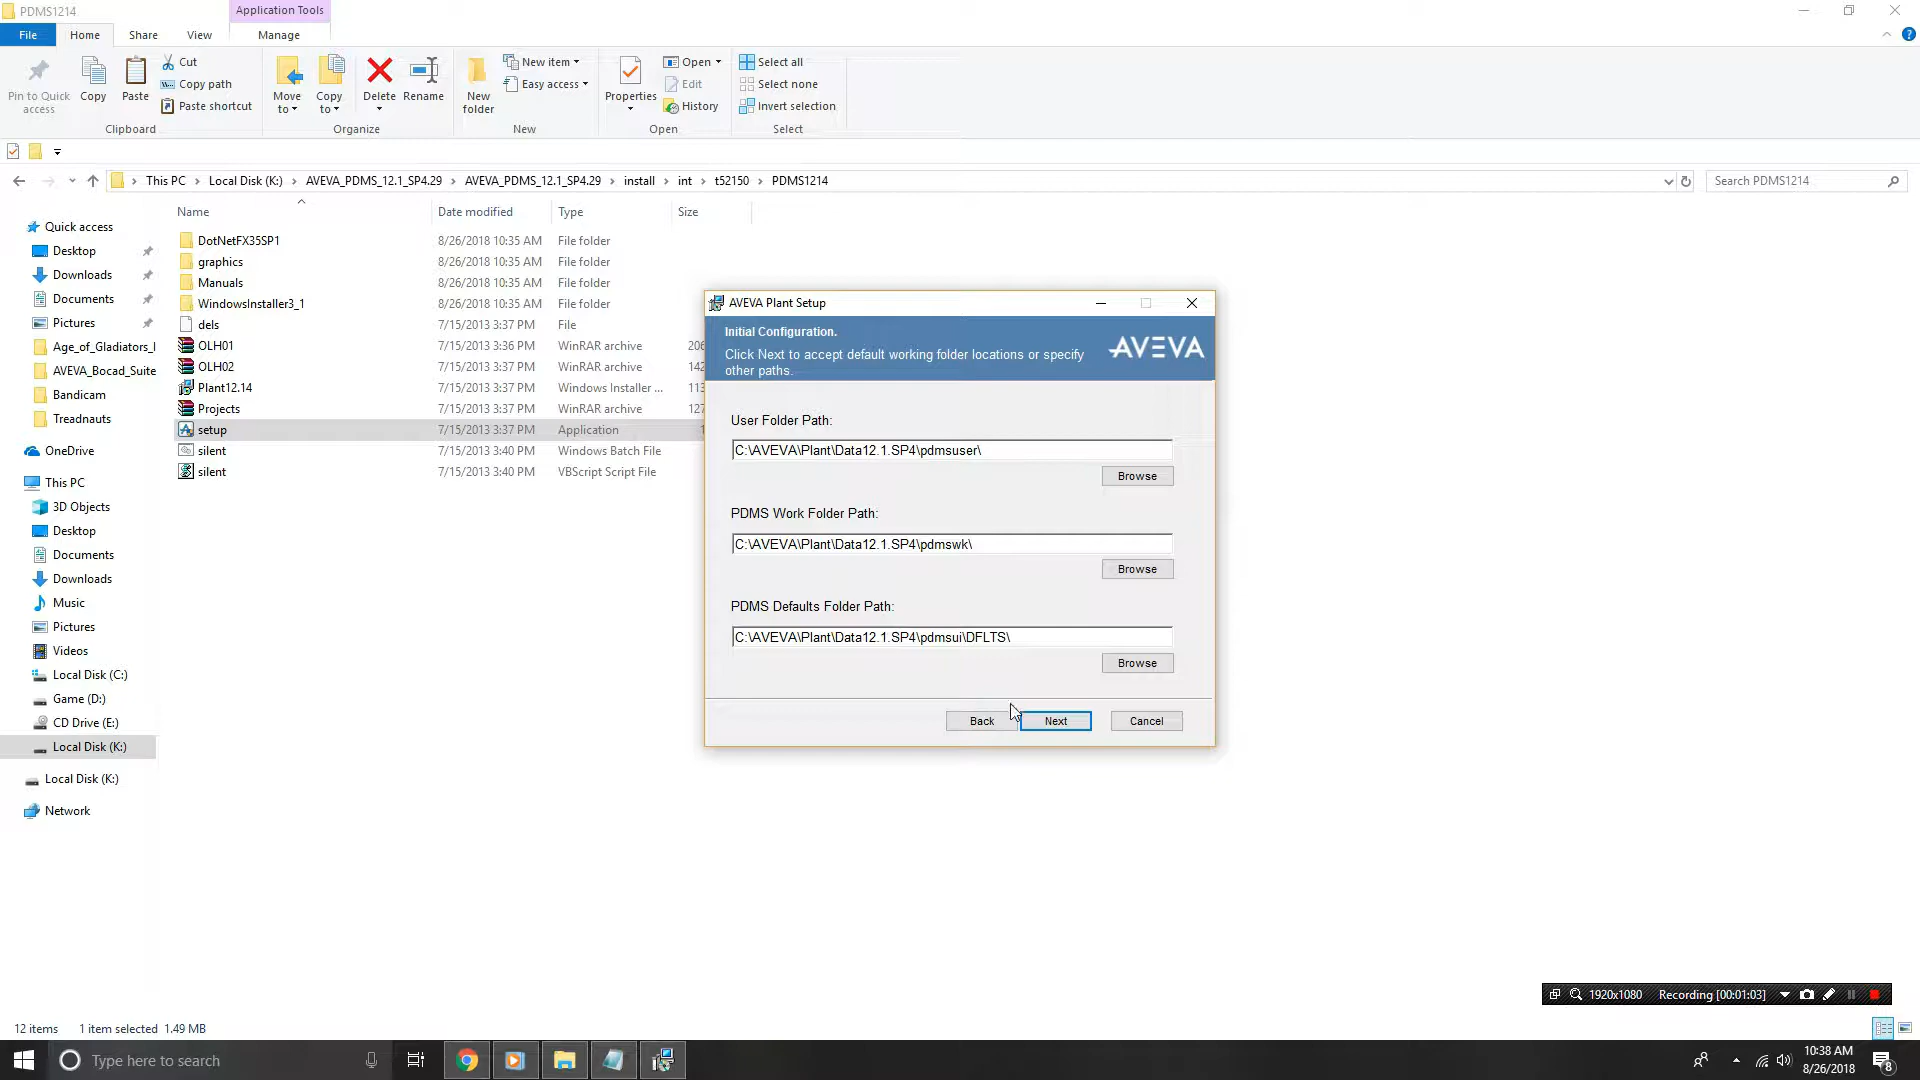 PDMS1214
Application Tools
File
Home
Share
View
Manage
Pin to Quick
access
Copy
Paste
Cut
Copy path
Paste shortcut
Clipboard
Move
to
Copy
to
Delete
Rename
Organize
New
folder
New item
Easy access
New
Properties
Open
Edit
History
Open
Select all
Select none
Invert selection
Select
This PC > Local Disk (K:) > AVEVA_PDMS_12.1_SP4.29 > AVEVA_PDMS_12.1_SP4.29 > install > int > t52150 > PDMS1214
Search PDMS1214
Name Date modified Type Size
DotNetFX35SP1 8/26/2018 10:35 AM File folder
graphics 8/26/2018 10:35 AM File folder
Manuals 8/26/2018 10:35 AM File folder
WindowsInstaller3_1 8/26/2018 10:35 AM File folder
dels 7/15/2013 3:37 PM File
OLH01 7/15/2013 3:36 PM WinRAR archive 206
OLH02 7/15/2013 3:37 PM WinRAR archive 142
Plant12.14 7/15/2013 3:37 PM Windows Installer ... 113
Projects 7/15/2013 3:37 PM WinRAR archive 127
setup 7/15/2013 3:37 PM Application 1
silent 7/15/2013 3:40 PM Windows Batch File
silent 7/15/2013 3:40 PM VBScript Script File
Quick access
Desktop
Downloads
Documents
Pictures
Age_of_Gladiators_I
AVEVA_Bocad_Suite
Bandicam
Treadnauts
OneDrive
This PC
3D Objects
Desktop
Documents
Downloads
Music
Pictures
Videos
Local Disk (C:)
Game (D:)
CD Drive (E:)
Local Disk (K:)
Local Disk (K:)
Network
AVEVA Plant Setup
Initial Configuration.
Click Next to accept default working folder locations or specify
other paths.
AVEVA
User Folder Path:
C:\AVEVA\Plant\Data12.1.SP4\pdmsuser\
Browse
PDMS Work Folder Path:
C:\AVEVA\Plant\Data12.1.SP4\pdmswk\
Browse
PDMS Defaults Folder Path:
C:\AVEVA\Plant\Data12.1.SP4\pdmsui\DFLTS\
Browse
Back
Next
Cancel
1920x1080 Recording [00:01:03]
12 items 1 item selected 1.49 MB
Type here to search
10:38 AM
8/26/2018
8